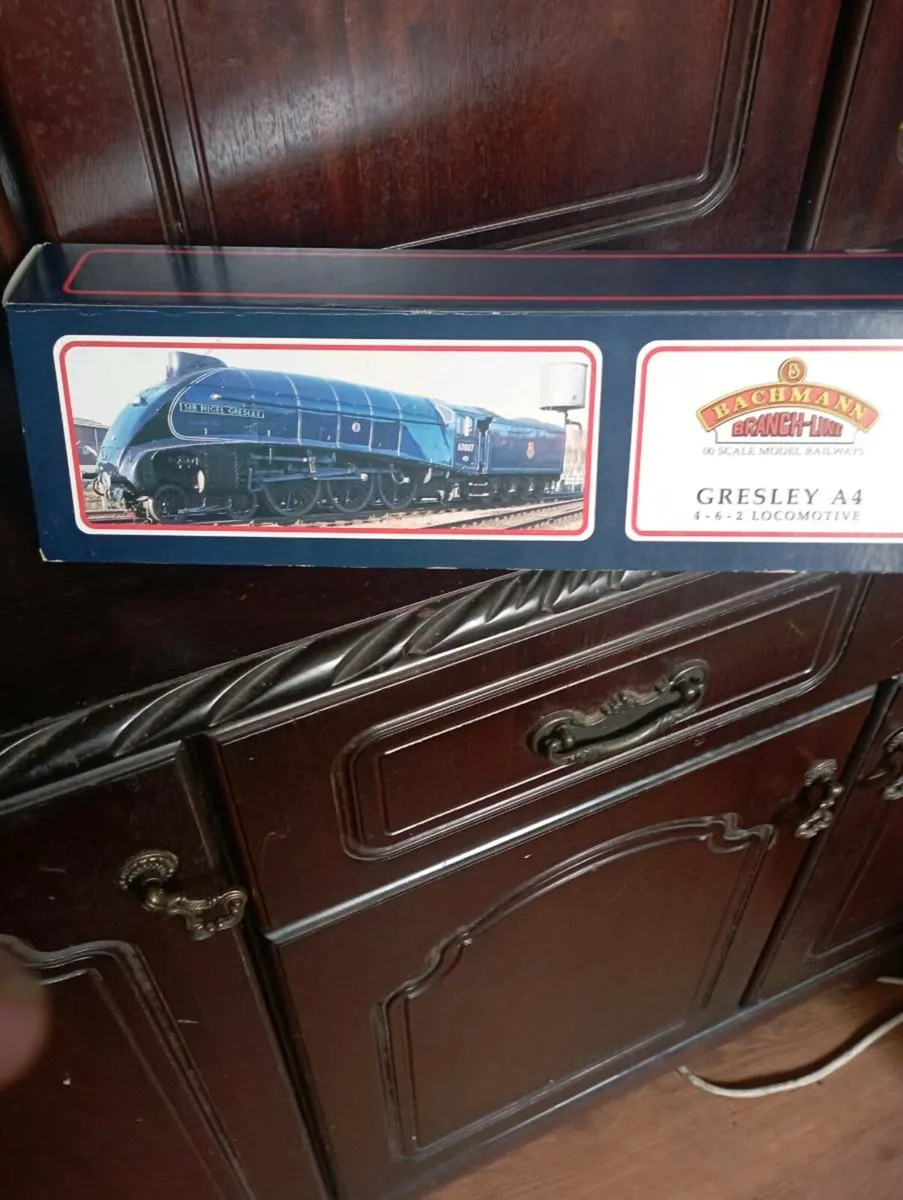 SIR NIGEL GRESLEY
60007
B
BACHMANN
BRANCH-LINE
00 SCALE MODEL RAILWAYS
GRESLEY A4
4-6-2 LOCOMOTIVE